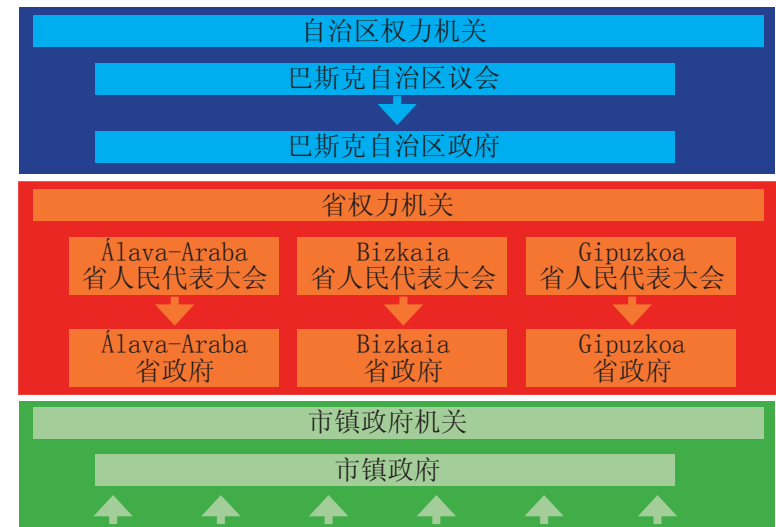 自治区权力机关
巴斯克自治区议会
巴斯克自治区政府
省权力机关
Álava-Araba
省人民代表大会
Bizkaia
省人民代表大会
Gipuzkoa
省人民代表大会
Álava-Araba
省政府
Bizkaia
省政府
Gipuzkoa
省政府
市镇政府机关
市镇政府